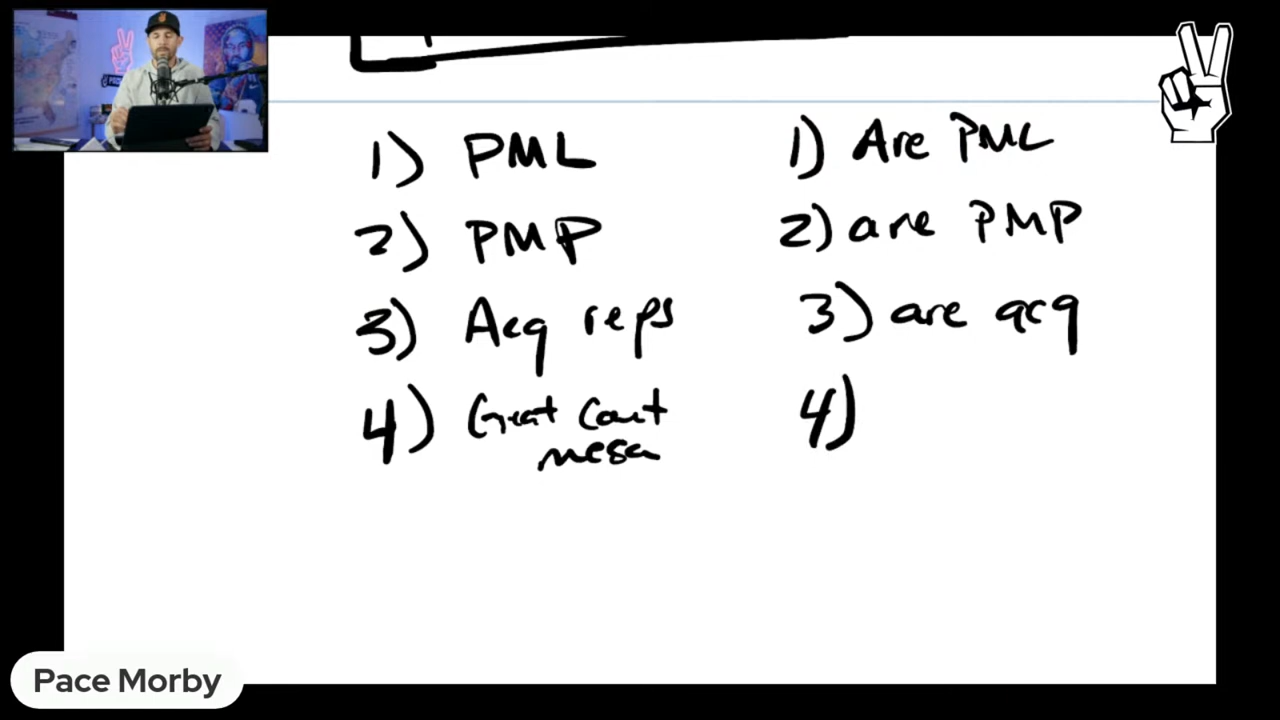 1) PML
2) PMP
3) Acq reps
4) Great Cont
mesa
1) Are PML
2) are PMP
3) are acq
4)
Pace Morby